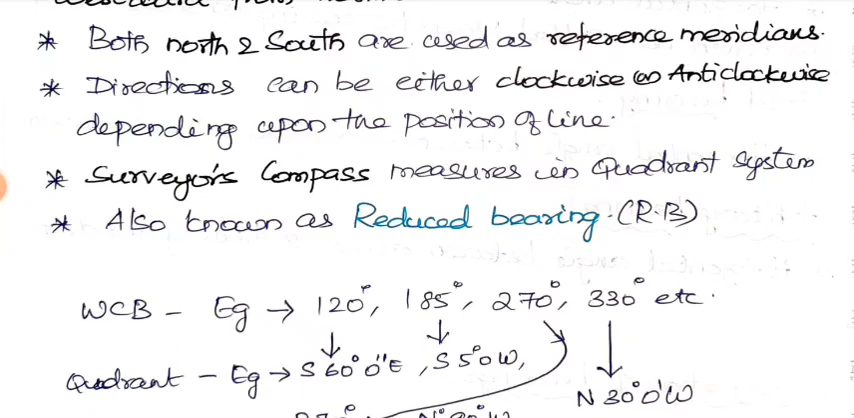 * Both north & South are used as reference meridians.
* Directions can be either clockwise (or) Anticlockwise
depending upon the position of line.
* Surveyor's Compass measures in Quadrant System
* Also known as Reduced bearing. (R.B)
WCB - Eg → 120°, 185°, 270°, 330° etc.
Quadrant - Eg → S 60° 0'' E, S 5° 0 W,
N 30° 0' W